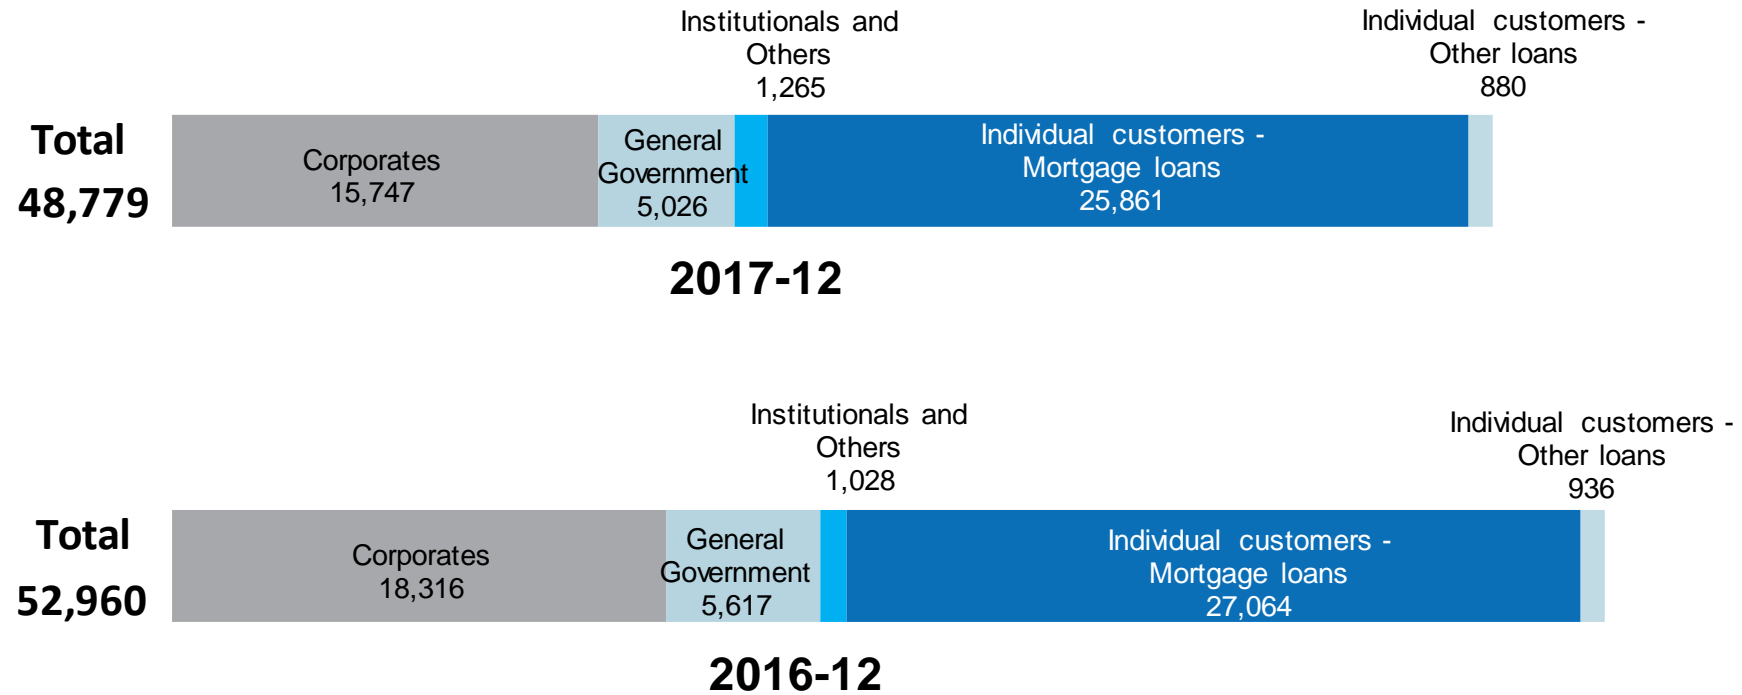 Institutionals and
Others
1,265
Individual customers -
Other loans
880
Total
48,779
Corporates
15,747
General
Government
5,026
Individual customers -
Mortgage loans
25,861
2017-12
Institutionals and
Others
1,028
Individual customers -
Other loans
936
Total
52,960
Corporates
18,316
General
Government
5,617
Individual customers -
Mortgage loans
27,064
2016-12